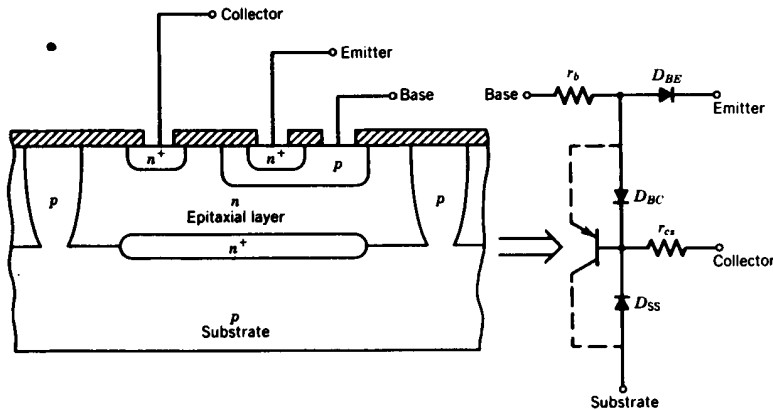 Collector
Emitter
Base
n+
n+
p
p
n
Epitaxial layer
p
n+
p
Substrate
Base
r_b
D_BE
Emitter
D_BC
r_cs
Collector
D_SS
Substrate